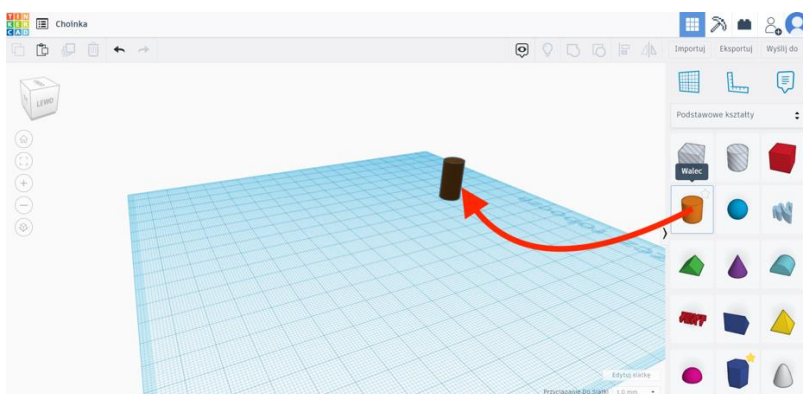 TIN
KER
CAD
Choinka
Importuj Eksportuj Wyślij do
LEWO
Podstawowe kształty
Walec
TEXT
Edytuj siatkę
Przyciąganie Do Siatki 1.0 mm